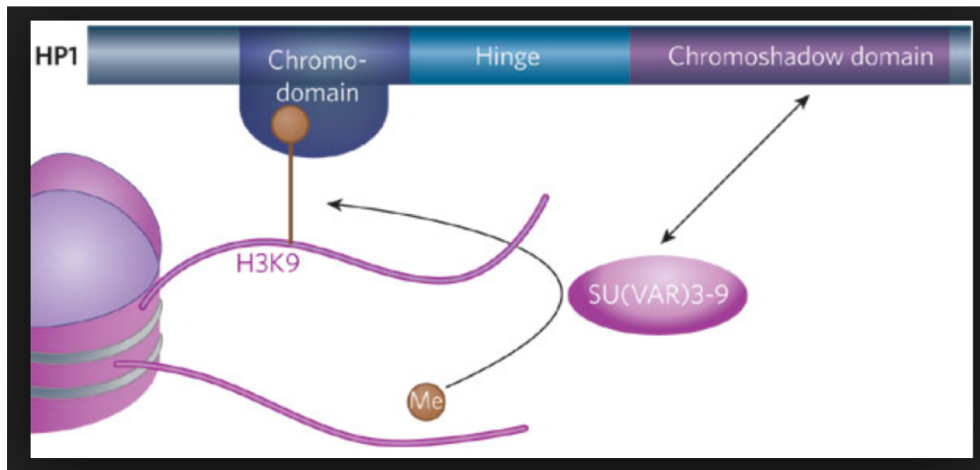 HP1
Chromo-
domain
Hinge
Chromoshadow domain
H3K9
SU(VAR)3-9
Me